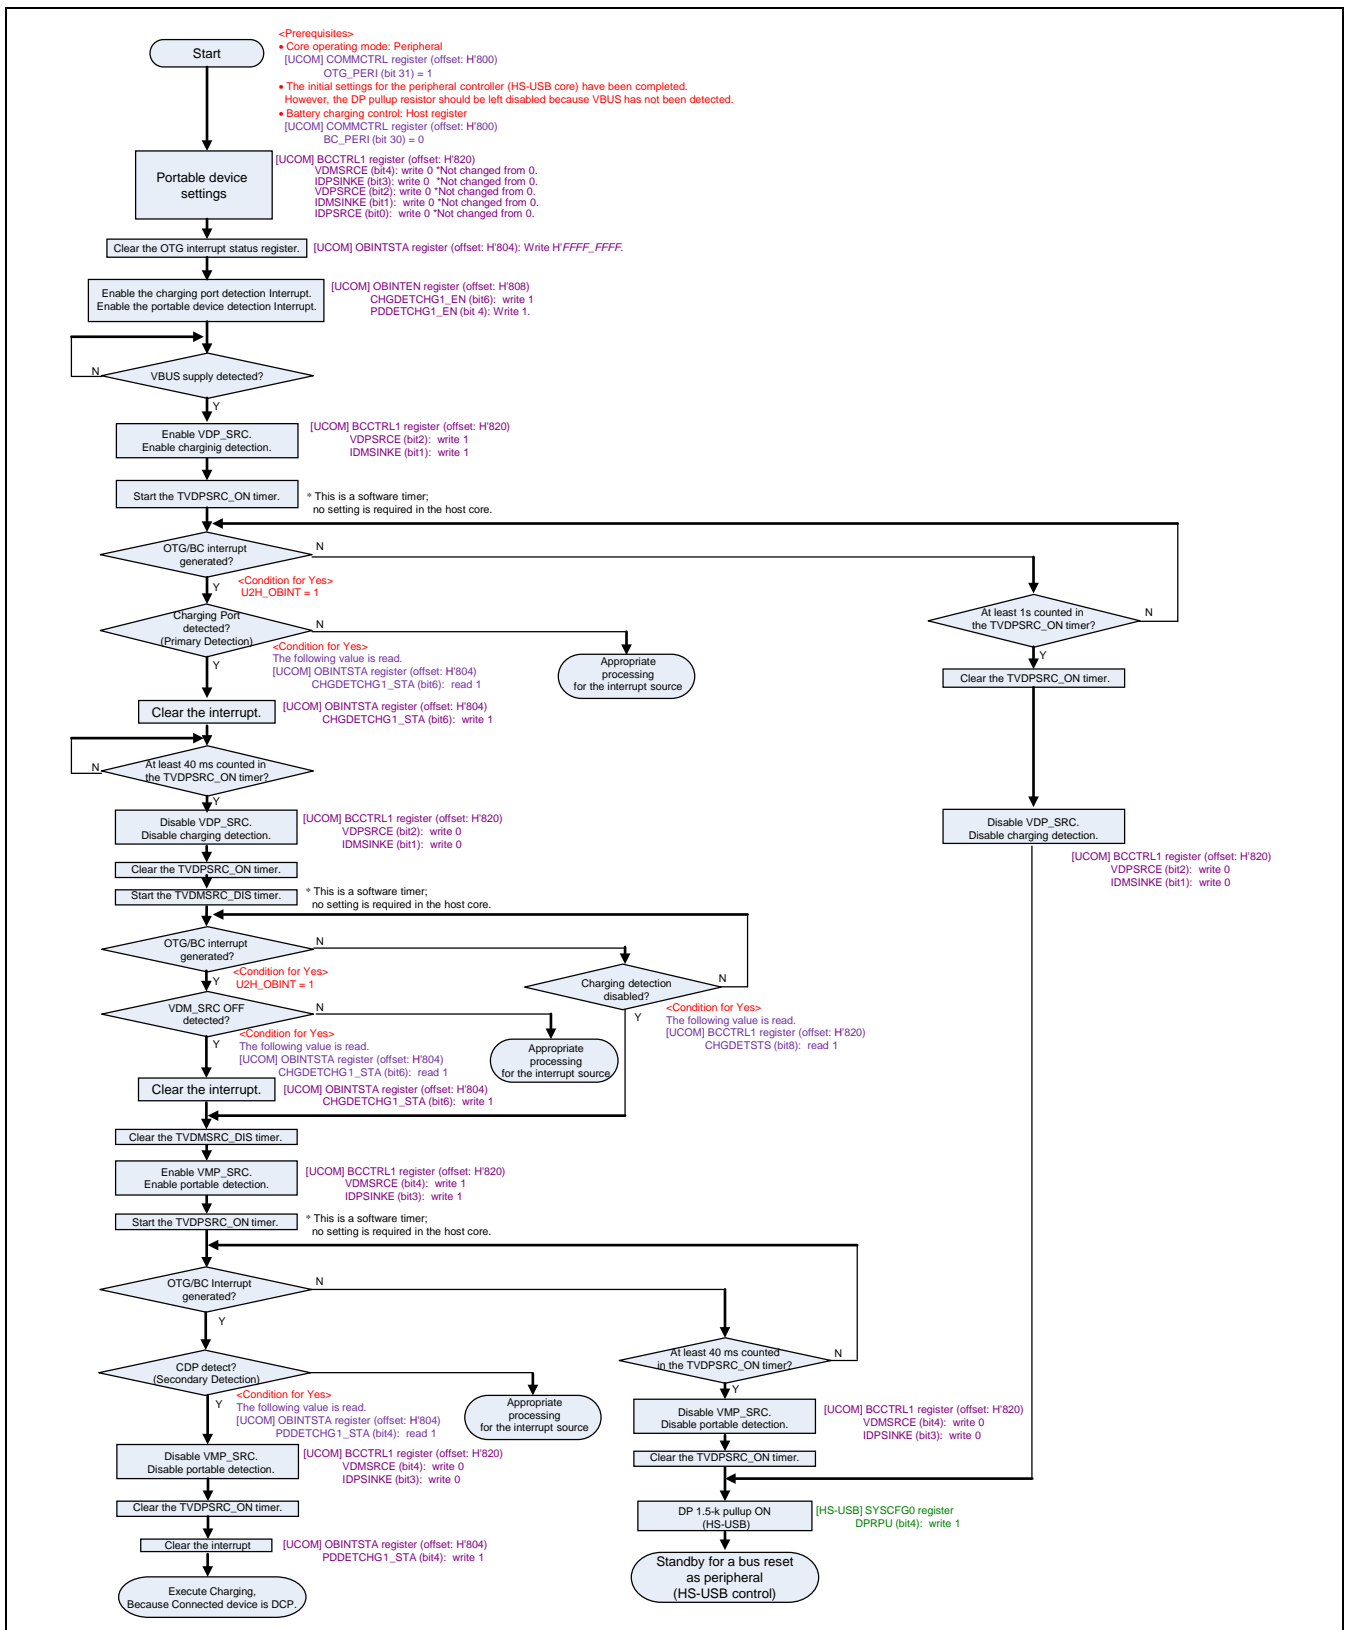 <Prerequisites>
Start
• Core operating mode: Peripheral
[UCOM] COMMCTRL register (offset: H'800)
OTG_PERI (bit 31) = 1
• The initial settings for the peripheral controller (HS-USB core) have been completed.
However, the DP pullup resistor should be left disabled because VBUS has not been detected.
• Battery charging control: Host register
[UCOM] COMMCTRL register (offset: H'800)
BC_PERI (bit 30) = 0
Portable device
settings
[UCOM] BCCTRL1 register (offset: H'820)
VDMSRCE (bit4): write 0 *Not changed from 0.
IDPSINKE (bit3): write 0 *Not changed from 0.
VDPSRCE (bit2): write 0 *Not changed from 0.
IDMSINKE (bit1): write 0 *Not changed from 0.
IDPSRCE (bit0): write 0 *Not changed from 0.
Clear the OTG interrupt status register.
[UCOM] OBINTSTA register (offset: H'804): Write H'FFFF_FFFF.
Enable the charging port detection Interrupt.
Enable the portable device detection Interrupt.
[UCOM] OBINTEN register (offset: H'808)
CHGDETCHG1_EN (bit6): write 1
PDDETCHG1_EN (bit 4): Write 1.
N
VBUS supply detected?
Y
Enable VDP_SRC.
Enable charginig detection.
[UCOM] BCCTRL1 register (offset: H'820)
VDPSRCE (bit2): write 1
IDMSINKE (bit1): write 1
Start the TVDPSRC_ON timer.
* This is a software timer;
no setting is required in the host core.
OTG/BC interrupt
generated?
N
Y
<Condition for Yes>
U2H_OBINT = 1
At least 1s counted in
the TVDPSRC_ON timer?
N
Y
Charging Port
detected?
(Primary Detection)
N
Y
<Condition for Yes>
The following value is read.
[UCOM] OBINTSTA register (offset: H'804)
CHGDETCHG1_STA (bit6): read 1
Appropriate
processing
for the interrupt source
Clear the TVDPSRC_ON timer.
Clear the interrupt.
[UCOM] OBINTSTA register (offset: H'804)
CHGDETCHG1_STA (bit6): write 1
N
At least 40 ms counted in
the TVDPSRC_ON timer?
Y
Disable VDP_SRC.
Disable charging detection.
[UCOM] BCCTRL1 register (offset: H'820)
VDPSRCE (bit2): write 0
IDMSINKE (bit1): write 0
Disable VDP_SRC.
Disable charging detection.
[UCOM] BCCTRL1 register (offset: H'820)
VDPSRCE (bit2): write 0
IDMSINKE (bit1): write 0
Clear the TVDPSRC_ON timer.
Start the TVDMSRC_DIS timer.
* This is a software timer;
no setting is required in the host core.
OTG/BC interrupt
generated?
N
Y
<Condition for Yes>
U2H_OBINT = 1
Charging detection
disabled?
N
Y
<Condition for Yes>
The following value is read.
[UCOM] BCCTRL1 register (offset: H'820)
CHGDETSTS (bit8): read 1
VDM_SRC OFF
detected?
N
Y
<Condition for Yes>
The following value is read.
[UCOM] OBINTSTA register (offset: H'804)
CHGDETCHG1_STA (bit6): read 1
Appropriate
processing
for the interrupt source
Clear the interrupt.
[UCOM] OBINTSTA register (offset: H'804)
CHGDETCHG1_STA (bit6): write 1
Clear the TVDMSRC_DIS timer.
Enable VMP_SRC.
Enable portable detection.
[UCOM] BCCTRL1 register (offset: H'820)
VDMSRCE (bit4): write 1
IDPSINKE (bit3): write 1
Start the TVDPSRC_ON timer.
* This is a software timer;
no setting is required in the host core.
OTG/BC Interrupt
generated?
N
Y
At least 40 ms counted
in the TVDPSRC_ON timer?
N
Y
CDP detect?
(Secondary Detection)
Y
<Condition for Yes>
The following value is read.
[UCOM] OBINTSTA register (offset: H'804)
PDDETCHG1_STA (bit4): read 1
Appropriate
processing
for the interrupt source
Disable VMP_SRC.
Disable portable detection.
[UCOM] BCCTRL1 register (offset: H'820)
VDMSRCE (bit4): write 0
IDPSINKE (bit3): write 0
Clear the TVDPSRC_ON timer.
Disable VMP_SRC.
Disable portable detection.
[UCOM] BCCTRL1 register (offset: H'820)
VDMSRCE (bit4): write 0
IDPSINKE (bit3): write 0
Clear the TVDPSRC_ON timer.
DP 1.5-k pullup ON
(HS-USB)
[HS-USB] SYSCFG0 register
DPRPU (bit4): write 1
Clear the interrupt
[UCOM] OBINTSTA register (offset: H'804)
PDDETCHG1_STA (bit4): write 1
Standby for a bus reset
as peripheral
(HS-USB control)
Execute Charging,
Because Connected device is DCP.